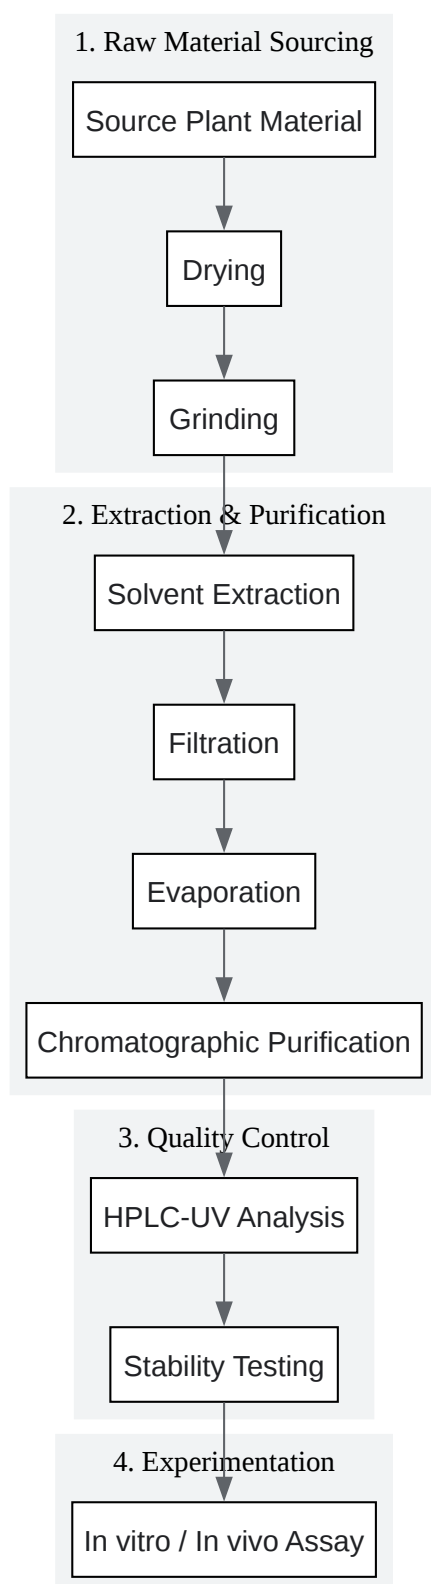 1. Raw Material Sourcing
Source Plant Material
Drying
Grinding
2. Extraction & Purification
Solvent Extraction
Filtration
Evaporation
Chromatographic Purification
3. Quality Control
HPLC-UV Analysis
Stability Testing
4. Experimentation
In vitro / In vivo Assay